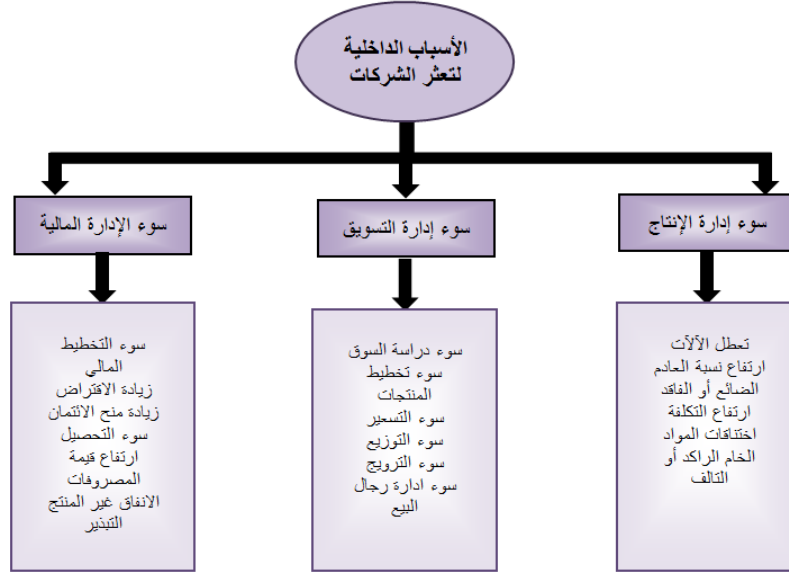 الأسباب الداخلية
لتعثر الشركات
سوء إدارة الإنتاج
سوء إدارة التسويق
سوء الإدارة المالية
تعطل الآلات
ارتفاع نسبة العادم
الضائع أو الفاقد
ارتفاع التكلفة
اختناقات المواد
الخام الراكد أو
التالف
سوء دراسة السوق
سوء تخطيط
المنتجات
سوء التسعير
سوء التوزيع
سوء الترويج
سوء ادارة رجال
البيع
سوء التخطيط
المالي
زيادة الاقتراض
زيادة منح الائتمان
سوء التحصيل
ارتفاع قيمة
المصروفات
الانفاق غير المنتج
التبذير